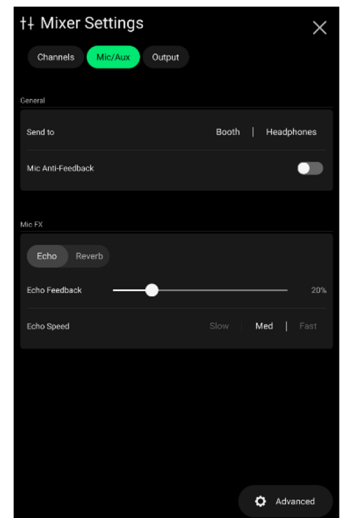 Mixer Settings
Channels Mic/Aux Output
General
Send to Booth | Headphones
Mic Anti-Feedback
Mic FX
Echo Reverb
Echo Feedback 20%
Echo Speed Slow Med | Fast
Advanced